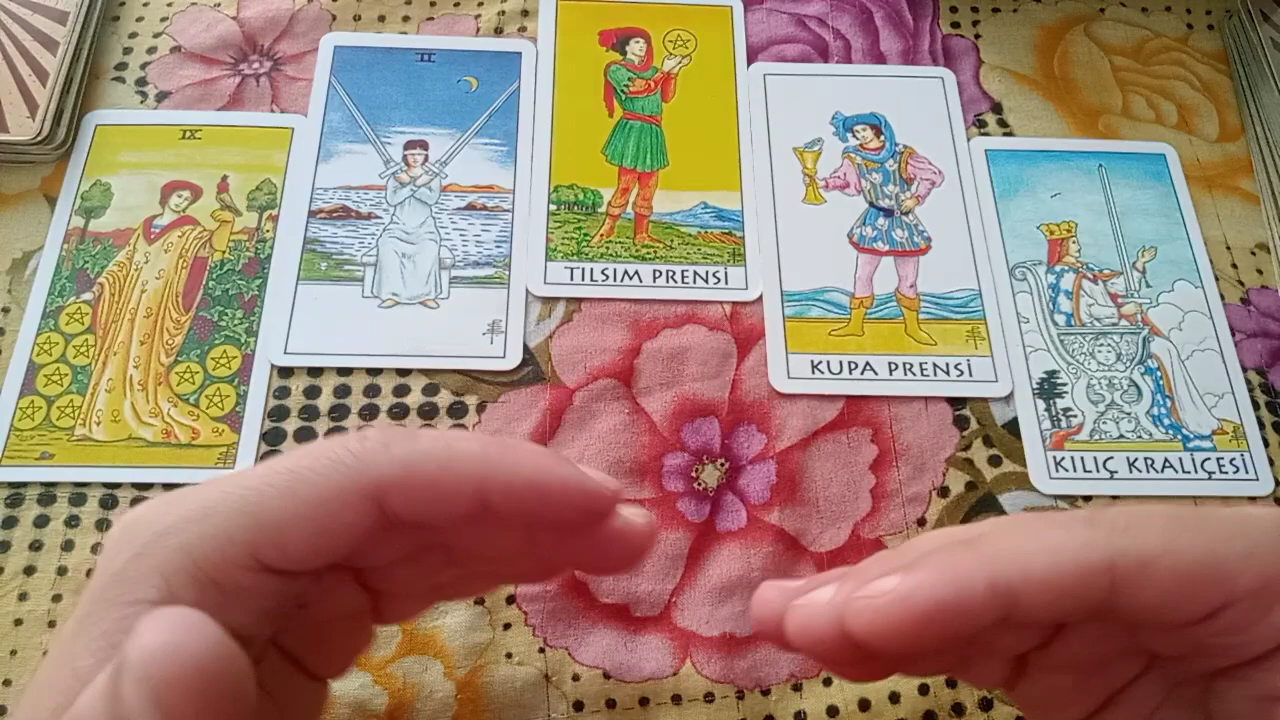 IX
II
TILSIM PRENSİ
KUPA PRENSİ
KILIÇ KRALİÇESİ